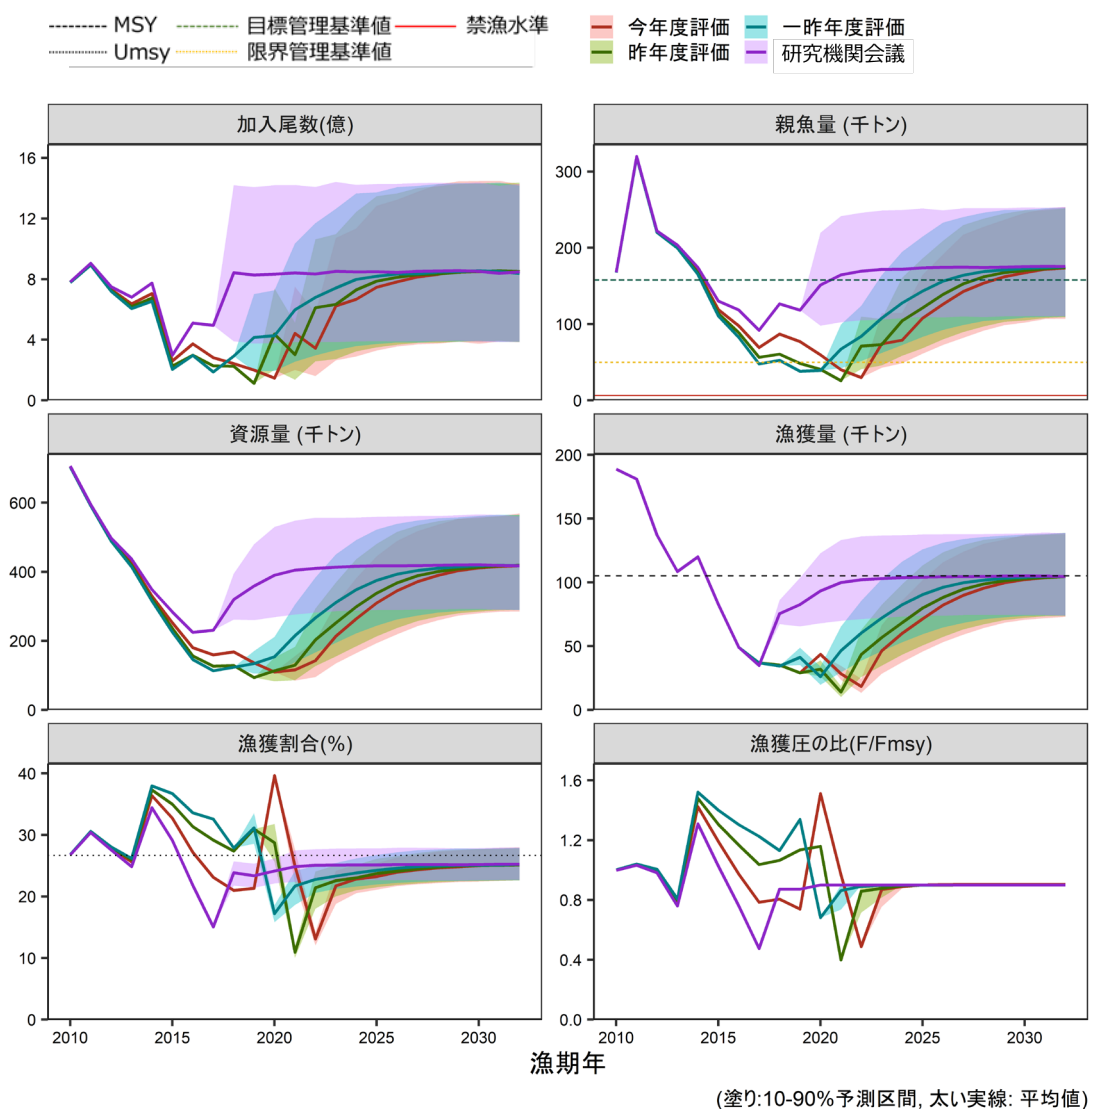 MSY 目標管理基準値 禁漁水準
Umsy 限界管理基準値
今年度評価 一昨年度評価
昨年度評価 研究機関会議
加入尾数(億)
16
12
8
4
0
親魚量 (千トン)
300
200
100
0
資源量 (千トン)
600
400
200
0
漁獲量 (千トン)
200
150
100
50
0
漁獲割合(%)
40
30
20
10
0
2010 2015 2020 2025 2030
漁獲圧の比(F/Fmsy)
1.6
1.2
0.8
0.4
0.0
2010 2015 2020 2025 2030
漁期年
(塗り:10-90%予測区間, 太い実線: 平均値)